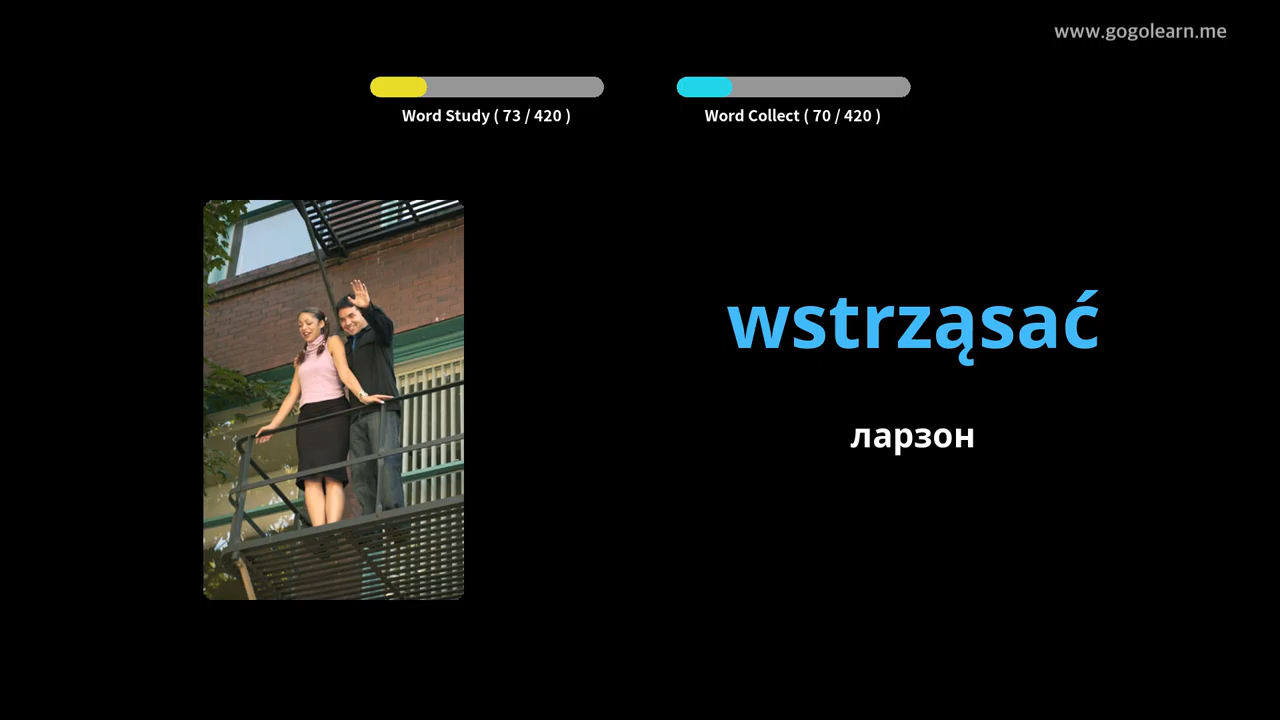 www.gogolearn.me
Word Study ( 73 / 420 )
Word Collect ( 70 / 420 )
wstrząsać
ларзон